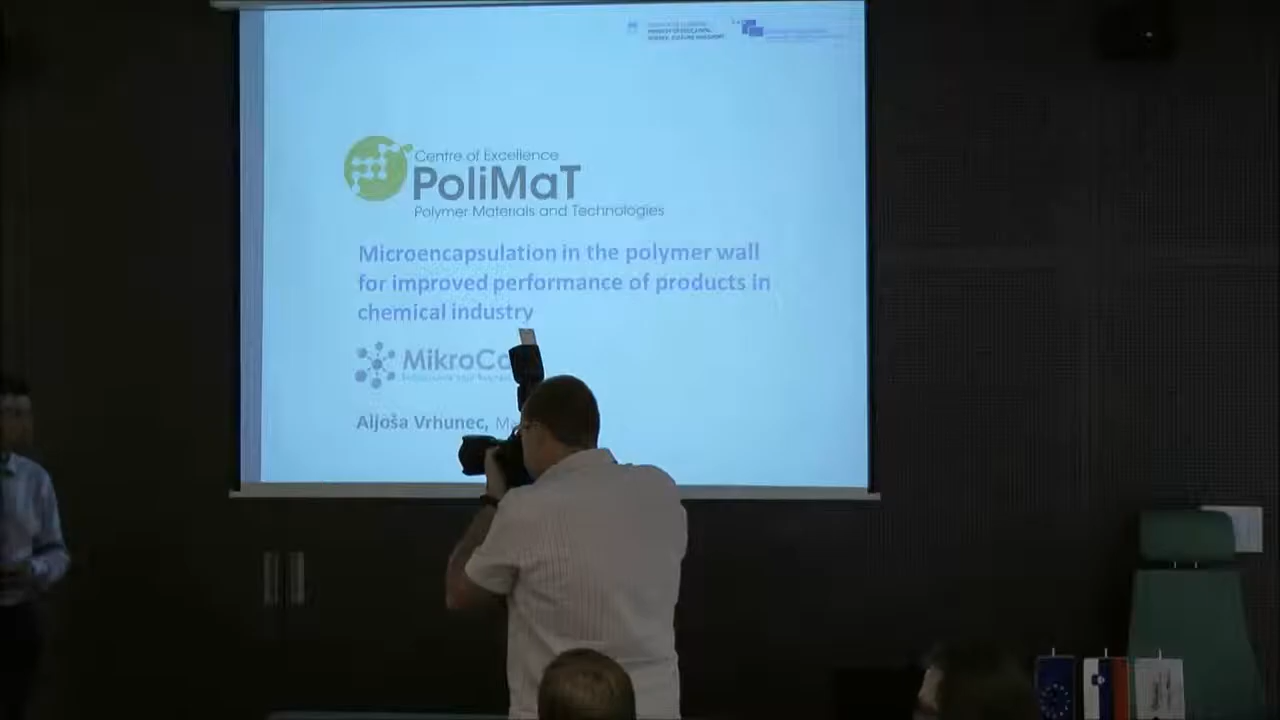 Centre of Excellence
PoliMaT
Polymer Materials and Technologies
Microencapsulation in the polymer wall
for improved performance of products in
chemical industry
MikroCa
Aljoša Vrhunec,